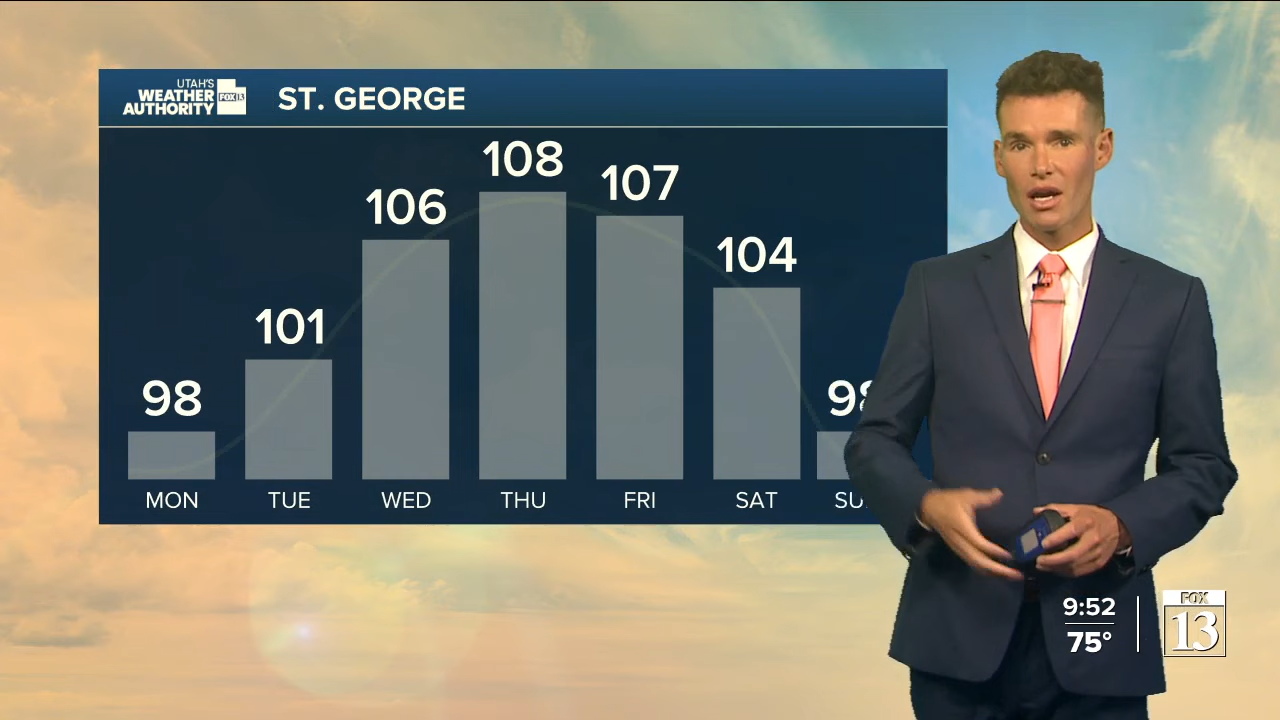 UTAH'S
WEATHER
AUTHORITY
FOX 13
ST. GEORGE
98
101
106
108
107
104
MON
TUE
WED
THU
FRI
SAT
9:52
75°
FOX
13